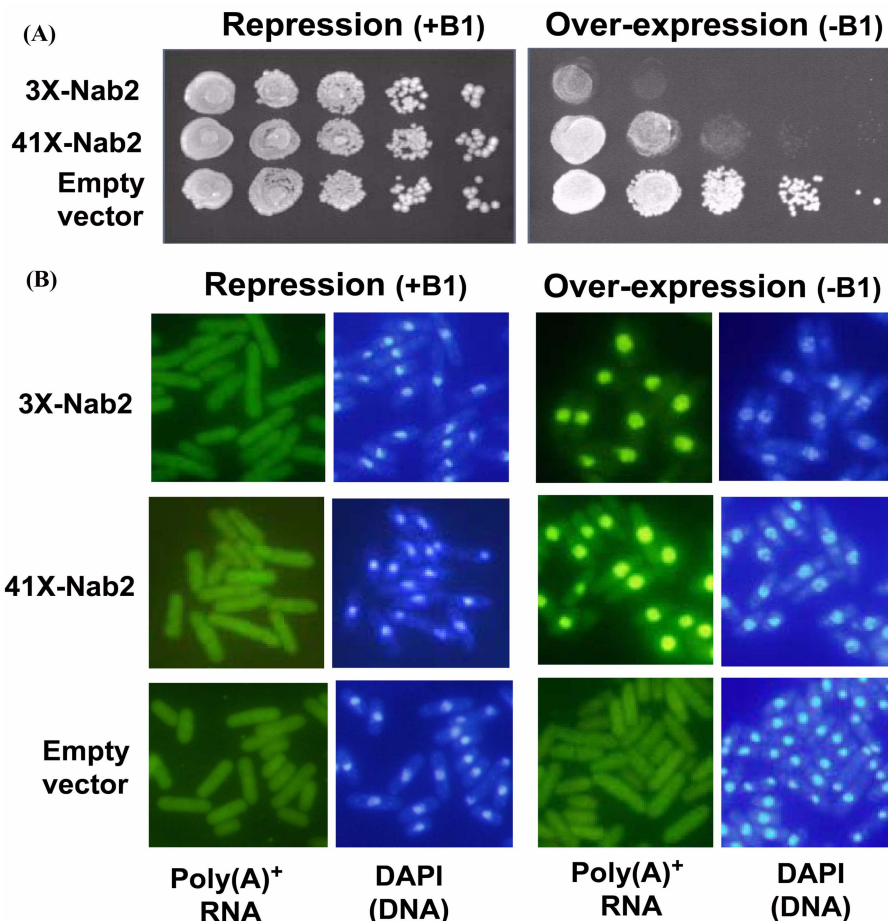 (A)
Repression (+B1)
Over-expression (-B1)
3X-Nab2
41X-Nab2
Empty
vector
(B)
Repression (+B1)
Over-expression (-B1)
3X-Nab2
41X-Nab2
Empty
vector
Poly(A)+
RNA
DAPI
(DNA)
Poly(A)+
RNA
DAPI
(DNA)